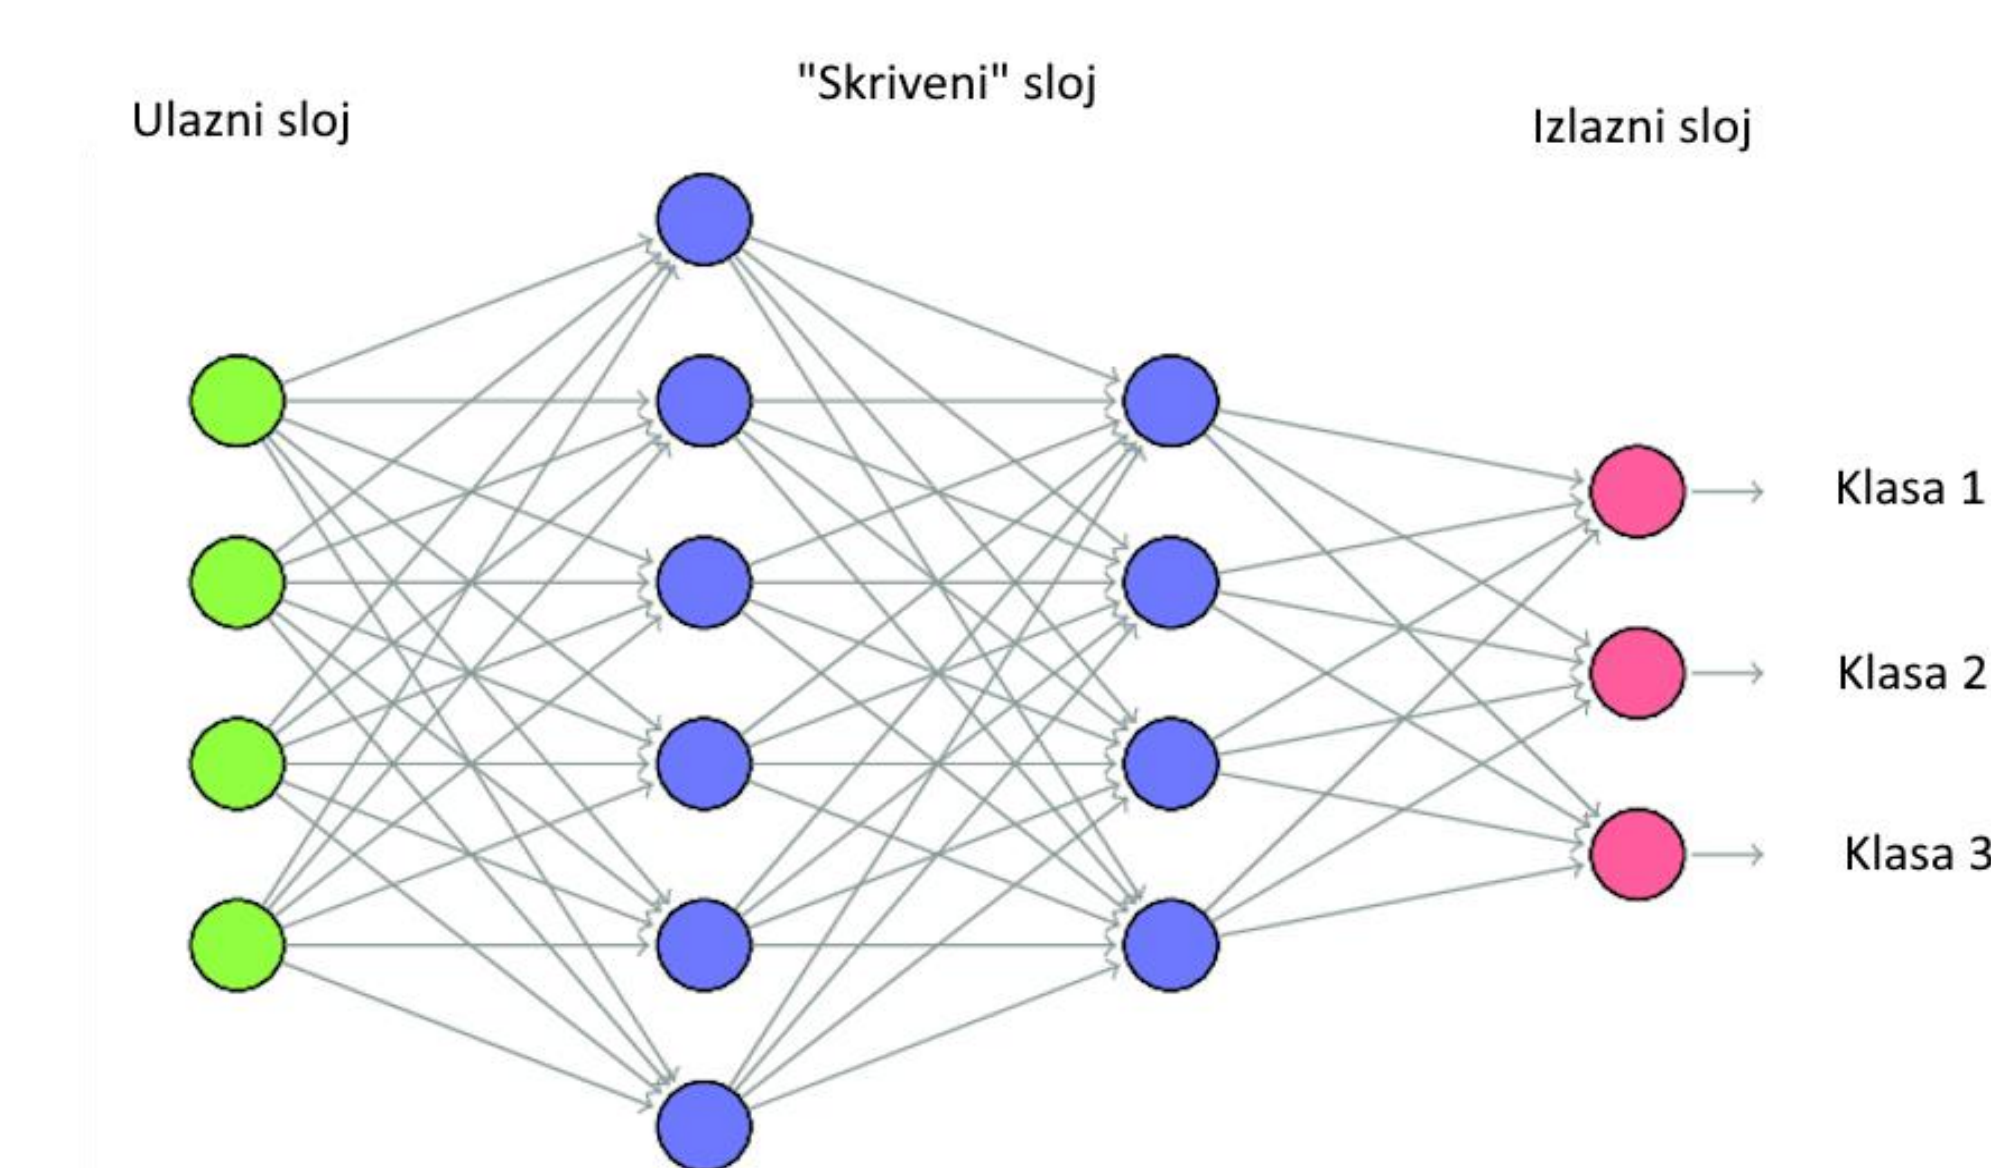 "Skriveni" sloj
Ulazni sloj
Izlazni sloj
Klasa 1
Klasa 2
Klasa 3